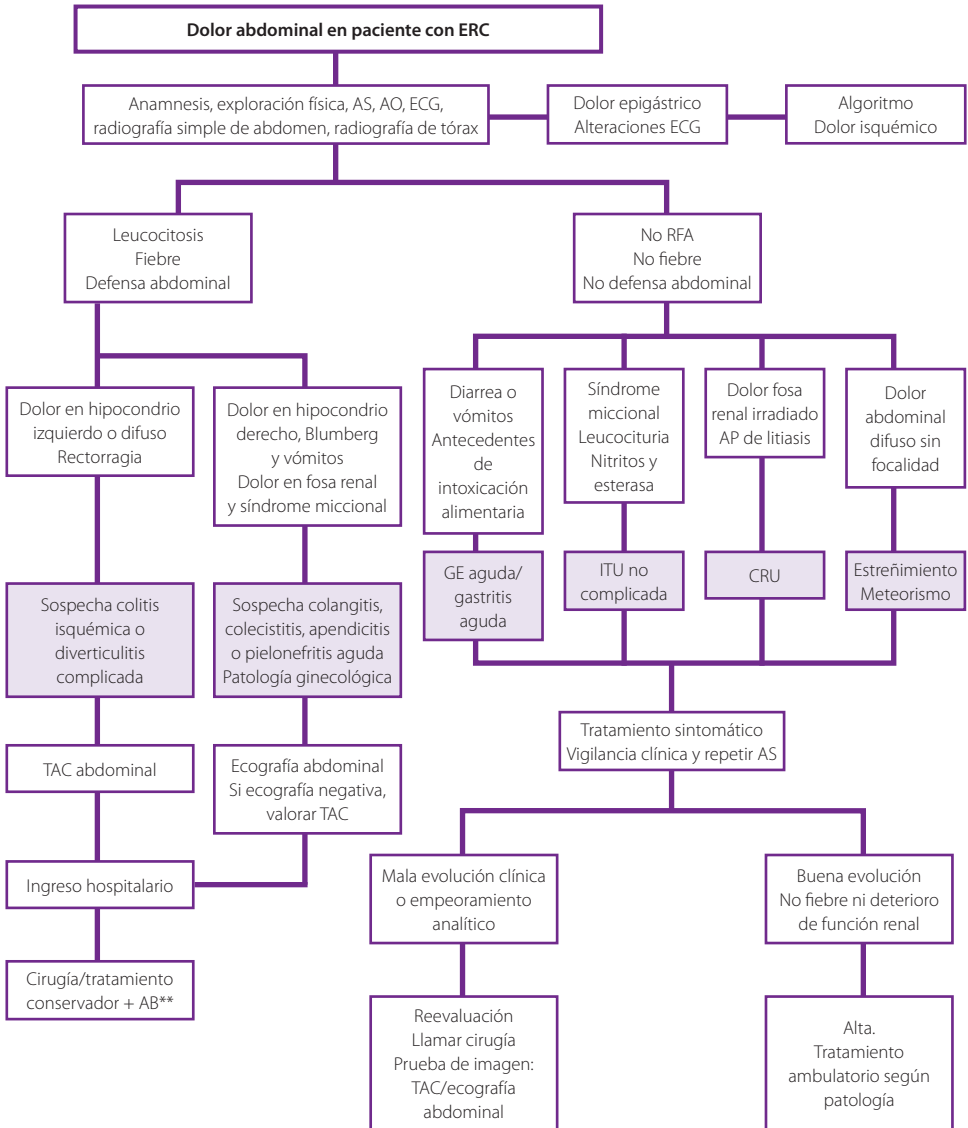 Dolor abdominal en paciente con ERC
Anamnesis, exploración física, AS, AO, ECG,
radiografía simple de abdomen, radiografía de tórax
Dolor epigástrico
Alteraciones ECG
Algoritmo
Dolor isquémico
Leucocitosis
Fiebre
Defensa abdominal
No RFA
No fiebre
No defensa abdominal
Dolor en hipocondrio
izquierdo o difuso
Rectorragia
Dolor en hipocondrio
derecho, Blumberg
y vómitos
Dolor en fosa renal
y síndrome miccional
Diarrea o
vómitos
Antecedentes
de
intoxicación
alimentaria
Síndrome
miccional
Leucocituria
Nitritos y
esterasa
Dolor fosa
renal irradiado
AP de litiasis
Dolor
abdominal
difuso sin
focalidad
Sospecha colitis
isquémica o
diverticulitis
complicada
Sospecha colangitis,
colecistitis, apendicitis
o pielonefritis aguda
Patología ginecológica
GE aguda/
gastritis
aguda
ITU no
complicada
CRU
Estreñimiento
Meteorismo
TAC abdominal
Ecografía abdominal
Si ecografía negativa,
valorar TAC
Tratamiento sintomático
Vigilancia clínica y repetir AS
Ingreso hospitalario
Mala evolución clínica
o empeoramiento
analítico
Buena evolución
No fiebre ni deterioro
de función renal
Cirugía/tratamiento
conservador + AB**
Reevaluación
Llamar cirugía
Prueba de imagen:
TAC/ecografía
abdominal
Alta.
Tratamiento
ambulatorio según
patología